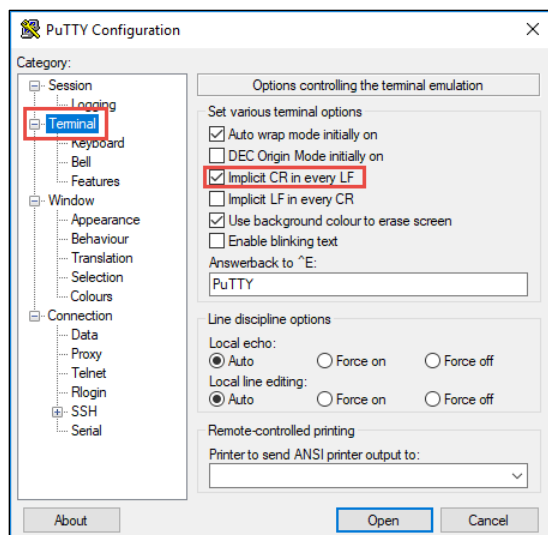 PuTTY Configuration
Category:
Session
Logging
Terminal
Keyboard
Bell
Features
Window
Appearance
Behaviour
Translation
Selection
Colours
Connection
Data
Proxy
Telnet
Rlogin
SSH
Serial
Options controlling the terminal emulation
Set various terminal options
Auto wrap mode initially on
DEC Origin Mode initially on
Implicit CR in every LF
Implicit LF in every CR
Use background colour to erase screen
Enable blinking text
Answerback to ^E:
PuTTY
Line discipline options
Local echo:
Auto Force on Force off
Local line editing:
Auto Force on Force off
Remote-controlled printing
Printer to send ANSI printer output to:
About Open Cancel